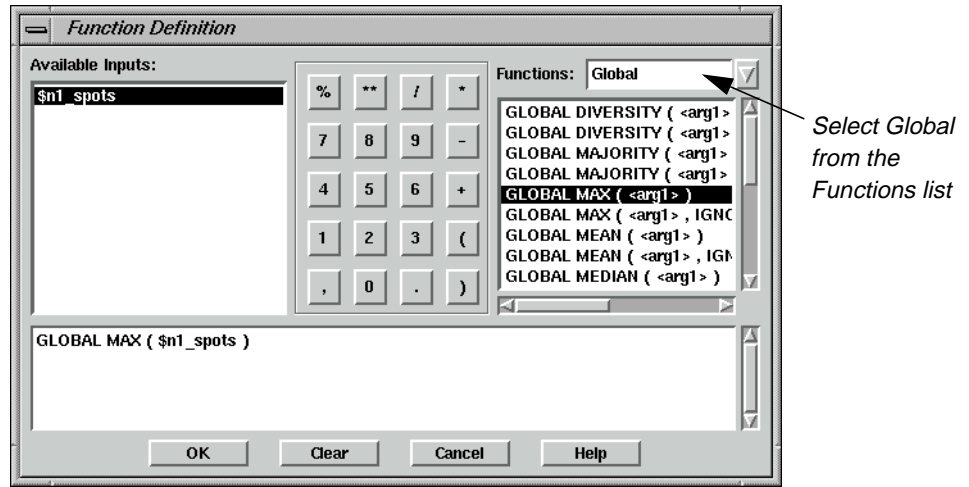 Function Definition
Available Inputs:
$n1_spots
% ** / *
7 8 9 -
4 5 6 +
1 2 3 (
, 0 . )
Functions: Global
GLOBAL DIVERSITY ( <arg1>
GLOBAL DIVERSITY ( <arg1>
GLOBAL MAJORITY ( <arg1>
GLOBAL MAJORITY ( <arg1>
GLOBAL MAX ( <arg1> )
GLOBAL MAX ( <arg1> , IGNO
GLOBAL MEAN ( <arg1> )
GLOBAL MEAN ( <arg1> , IGN
GLOBAL MEDIAN ( <arg1> )
Select Global
from the
Functions list
GLOBAL MAX ( $n1_spots )
OK Clear Cancel Help